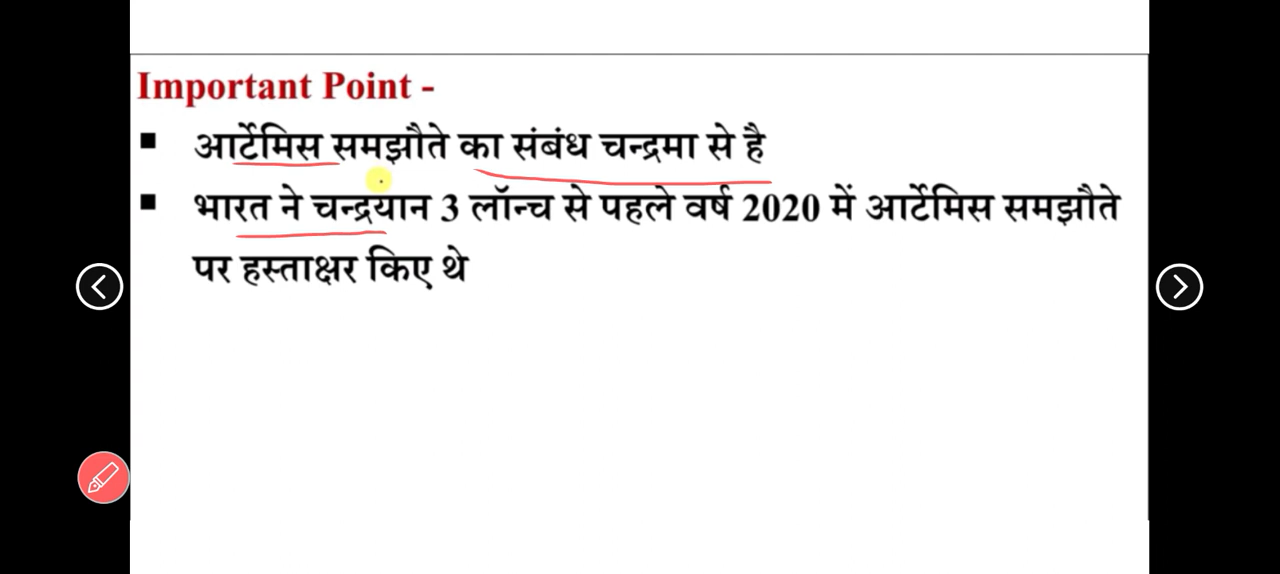 Important Point -
▪ आर्टेमिस समझौते का संबंध चन्द्रमा से है
▪ भारत ने चन्द्रयान 3 लॉन्च से पहले वर्ष 2020 में आर्टेमिस समझौते
पर हस्ताक्षर किए थे